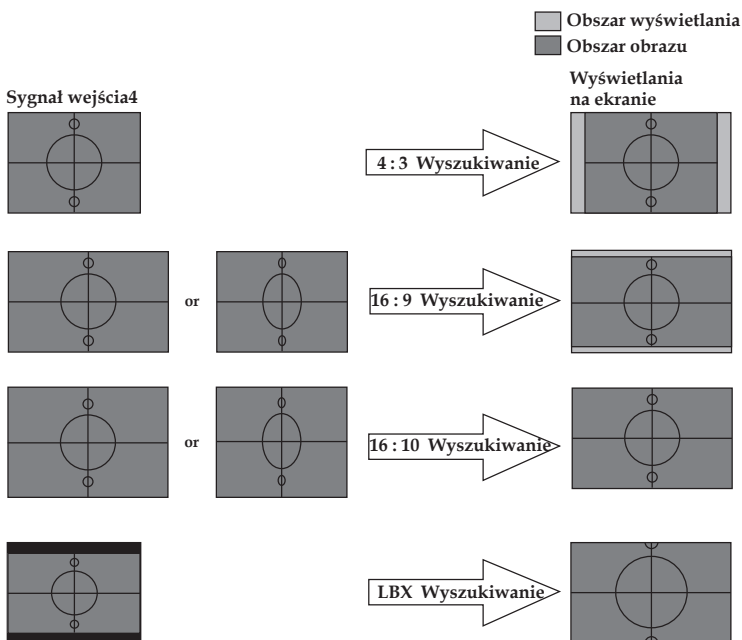 Obszar wyświetlania
Obszar obrazu
Wyświetlania
na ekranie
Sygnał wejścia4
4 : 3 Wyszukiwanie
or
16 : 9 Wyszukiwanie
or
16 : 10 Wyszukiwanie
LBX Wyszukiwanie